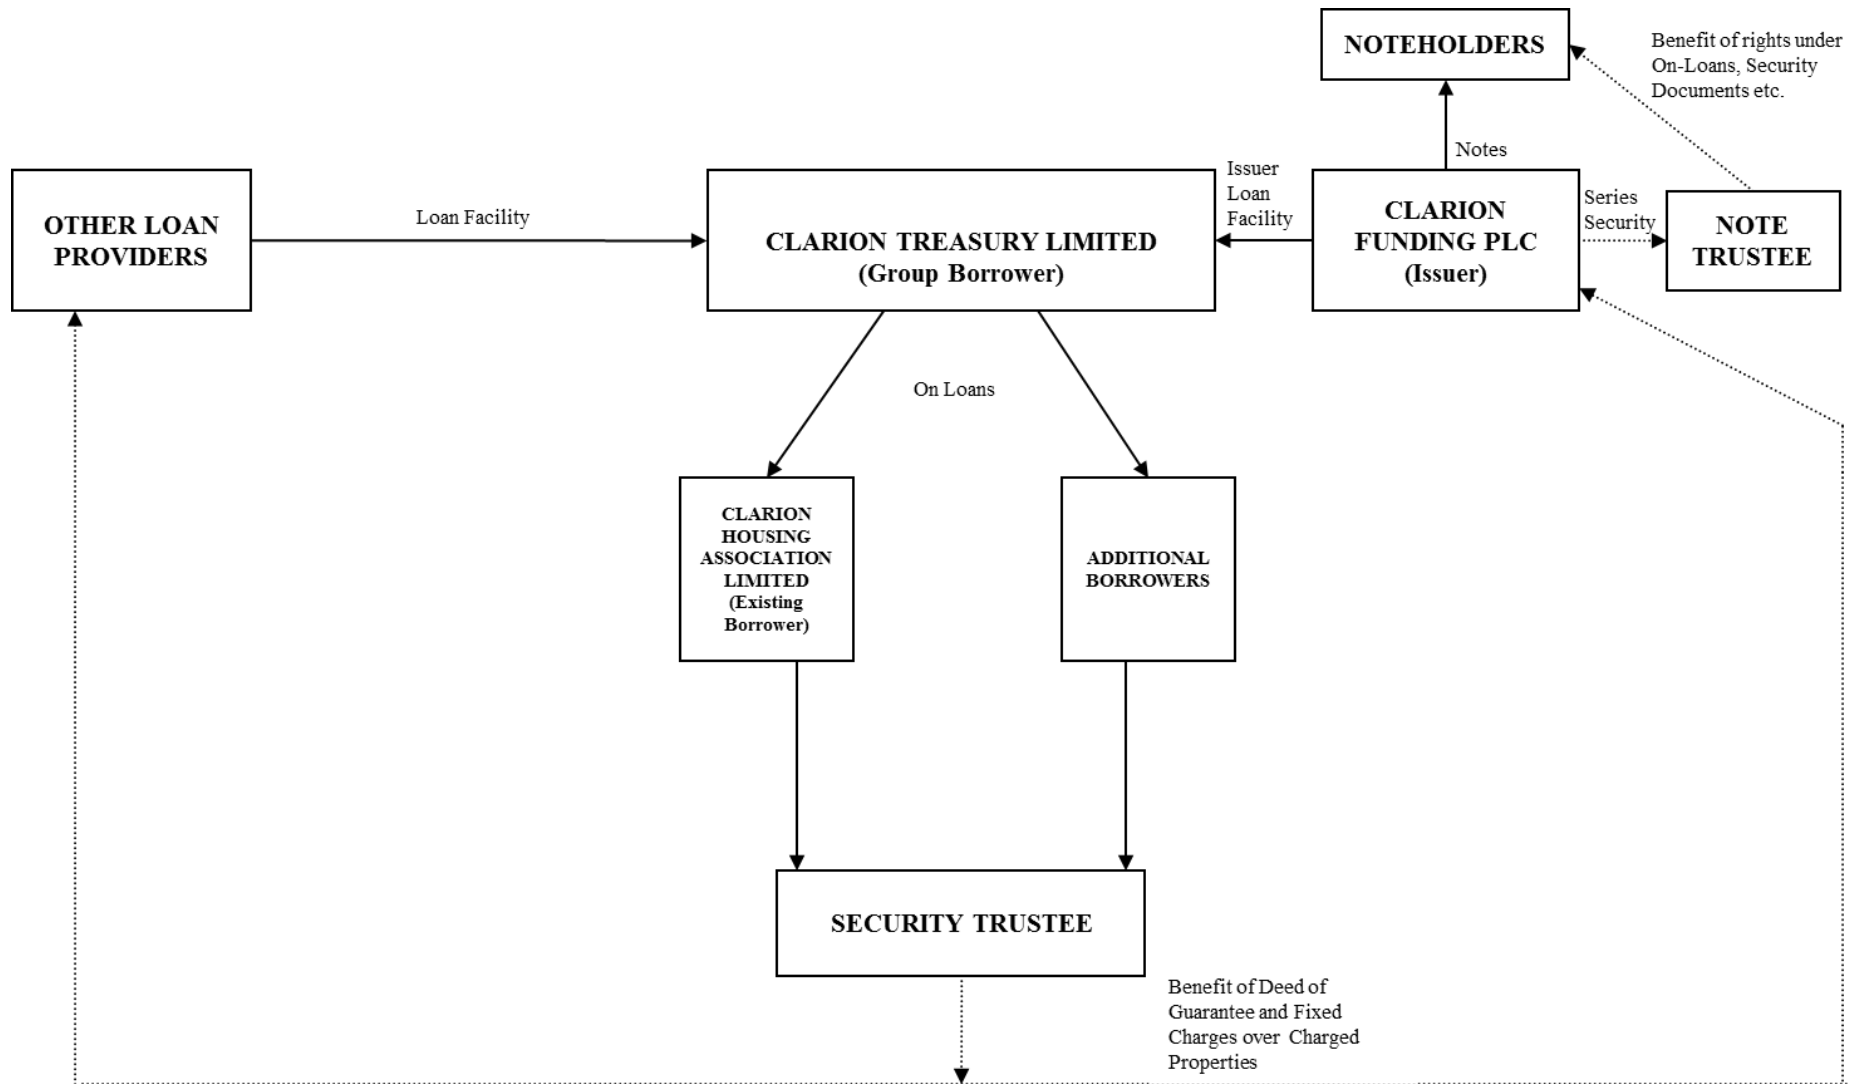 NOTEHOLDERS
Benefit of rights under
On-Loans, Security
Documents etc.
Notes
OTHER LOAN
PROVIDERS
Loan Facility
CLARION TREASURY LIMITED
(Group Borrower)
Issuer
Loan
Facility
CLARION
FUNDING PLC
(Issuer)
Series
Security
NOTE
TRUSTEE
On Loans
CLARION
HOUSING
ASSOCIATION
LIMITED
(Existing
Borrower)
ADDITIONAL
BORROWERS
SECURITY TRUSTEE
Benefit of Deed of
Guarantee and Fixed
Charges over Charged
Properties